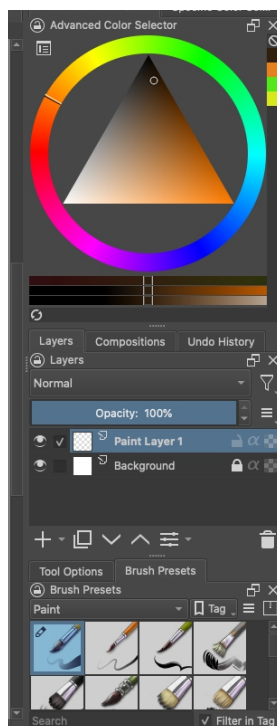 Advanced Color Selector
Layers Compositions Undo History
Layers
Normal
Opacity: 100%
Paint Layer 1
Background
Tool Options Brush Presets
Brush Presets
Paint Tag
Search Filter in Tag